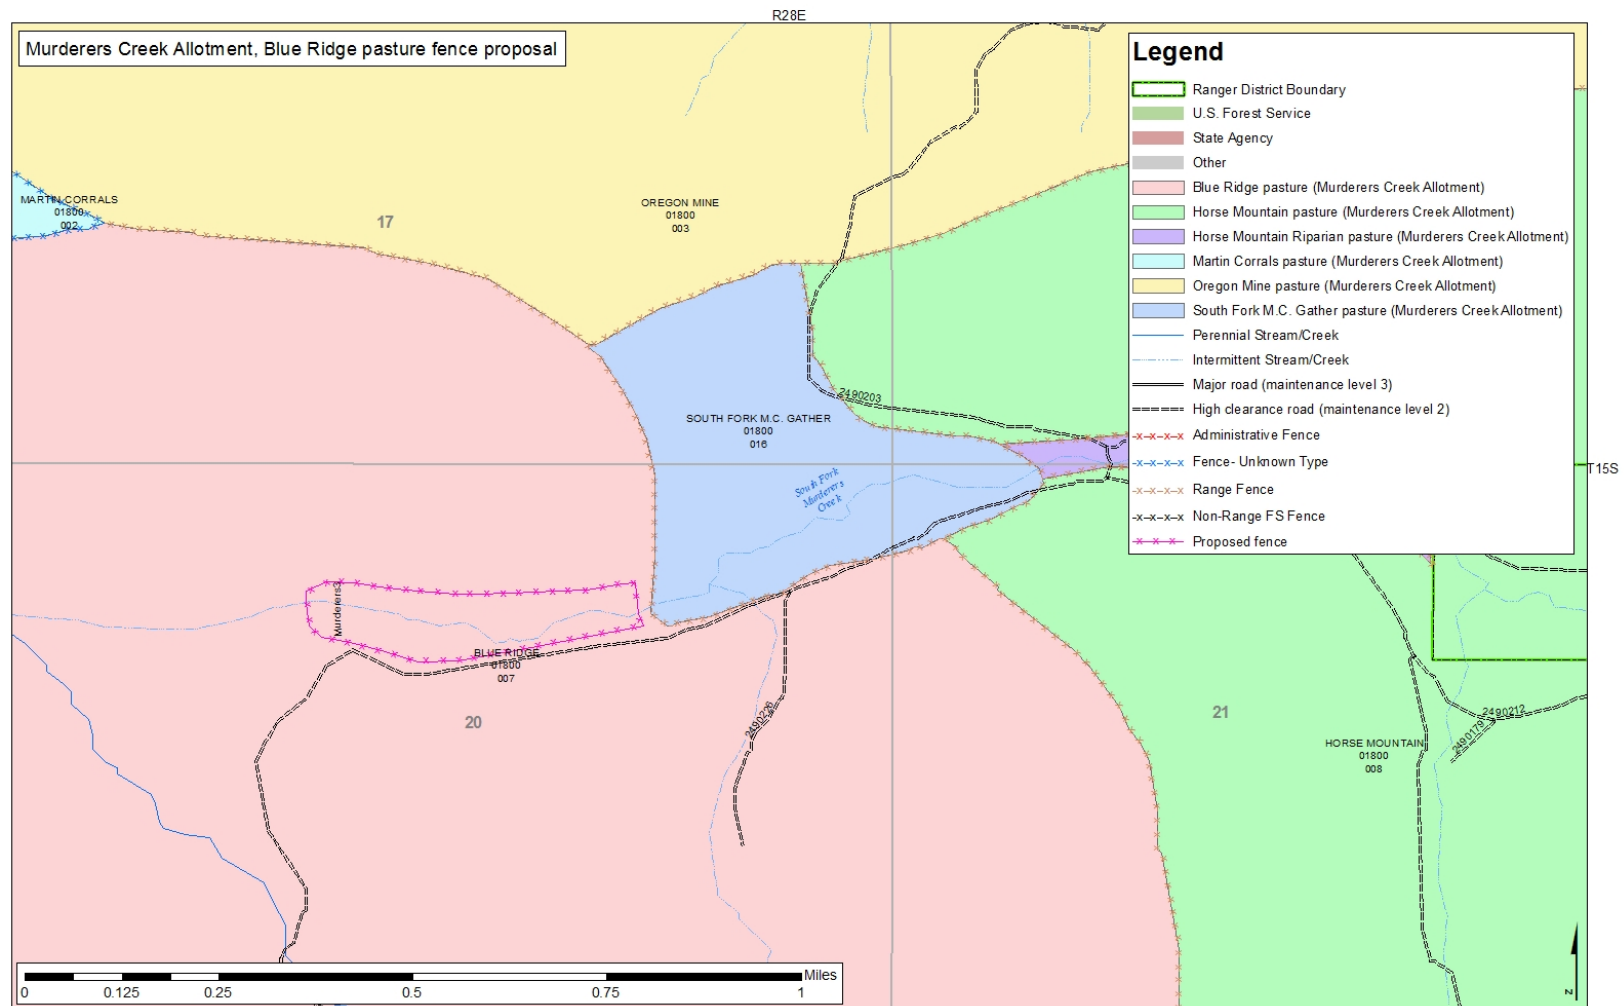 R28E
Murderers Creek Allotment, Blue Ridge pasture fence proposal
Legend
Ranger District Boundary
U.S. Forest Service
State Agency
Other
Blue Ridge pasture (Murderers Creek Allotment)
Horse Mountain pasture (Murderers Creek Allotment)
Horse Mountain Riparian pasture (Murderers Creek Allotment)
Martin Corrals pasture (Murderers Creek Allotment)
Oregon Mine pasture (Murderers Creek Allotment)
South Fork M.C. Gather pasture (Murderers Creek Allotment)
Perennial Stream/Creek
Intermittent Stream/Creek
Major road (maintenance level 3)
High clearance road (maintenance level 2)
Administrative Fence
Fence- Unknown Type
Range Fence
Non-Range FS Fence
Proposed fence
MARTIN CORRALS
01800
002
17
OREGON MINE
01800
003
2490203
SOUTH FORK M.C. GATHER
01800
016
T15S
South Fork
Murderers
Creek
Murderers3
BLUE RIDGE
01800
007
20
2490226
21
HORSE MOUNTAIN
01800
008
2490212
2490179
Miles
0
0.125
0.25
0.5
0.75
1
N